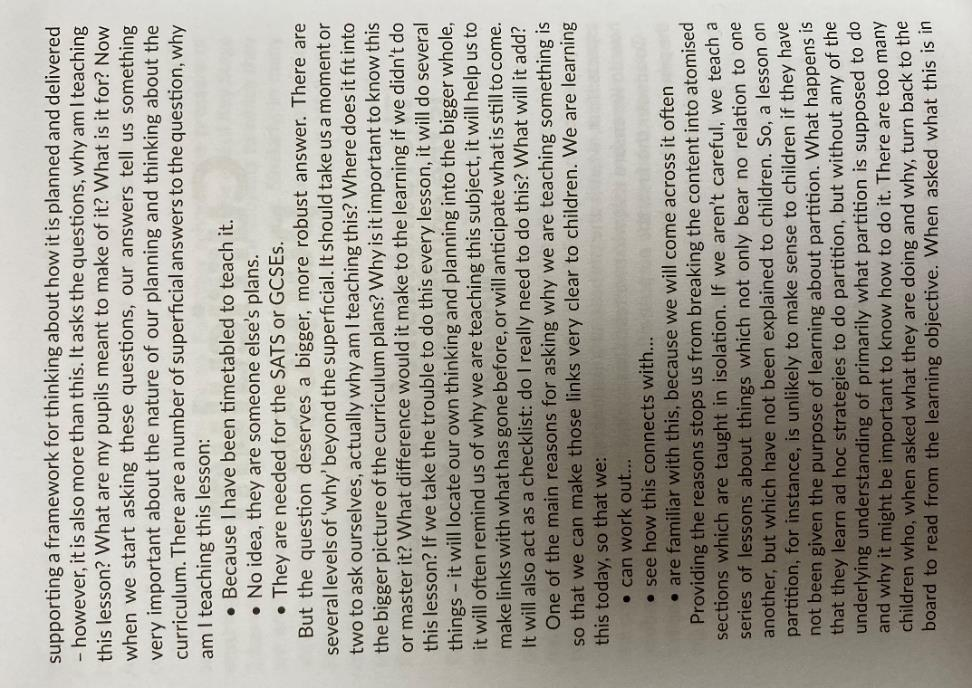 supporting a framework for thinking about how it is planned and delivered
– however, it is also more than this. It asks the questions, why am I teaching
this lesson? What are my pupils meant to make of it? What is it for? Now
when we start asking these questions, our answers tell us something
very important about the nature of our planning and thinking about the
curriculum. There are a number of superficial answers to the question, why
am I teaching this lesson:
• Because I have been timetabled to teach it.
• No idea, they are someone else's plans.
• They are needed for the SATS or GCSEs.
But the question deserves a bigger, more robust answer. There are
several levels of 'why' beyond the superficial. It should take us a moment or
two to ask ourselves, actually why am I teaching this? Where does it fit into
the bigger picture of the curriculum plans? Why is it important to know this
or master it? What difference would it make to the learning if we didn't do
this lesson? If we take the trouble to do this every lesson, it will do several
things – it will locate our own thinking and planning into the bigger whole,
it will often remind us of why we are teaching this subject, it will help us to
make links with what has gone before, or will anticipate what is still to come.
It will also act as a checklist: do I really need to do this? What will it add?
One of the main reasons for asking why we are teaching something is
so that we can make those links very clear to children. We are learning
this today, so that we:
• can work out...
• see how this connects with...
• are familiar with this, because we will come across it often
Providing the reasons stops us from breaking the content into atomised
sections which are taught in isolation. If we aren't careful, we teach a
series of lessons about things which not only bear no relation to one
another, but which have not been explained to children. So, a lesson on
partition, for instance, is unlikely to make sense to children if they have
not been given the purpose of learning about partition. What happens is
that they learn ad hoc strategies to do partition, but without any of the
underlying understanding of primarily what partition is supposed to do
and why it might be important to know how to do it. There are too many
children who, when asked what they are doing and why, turn back to the
board to read from the learning objective. When asked what this is in